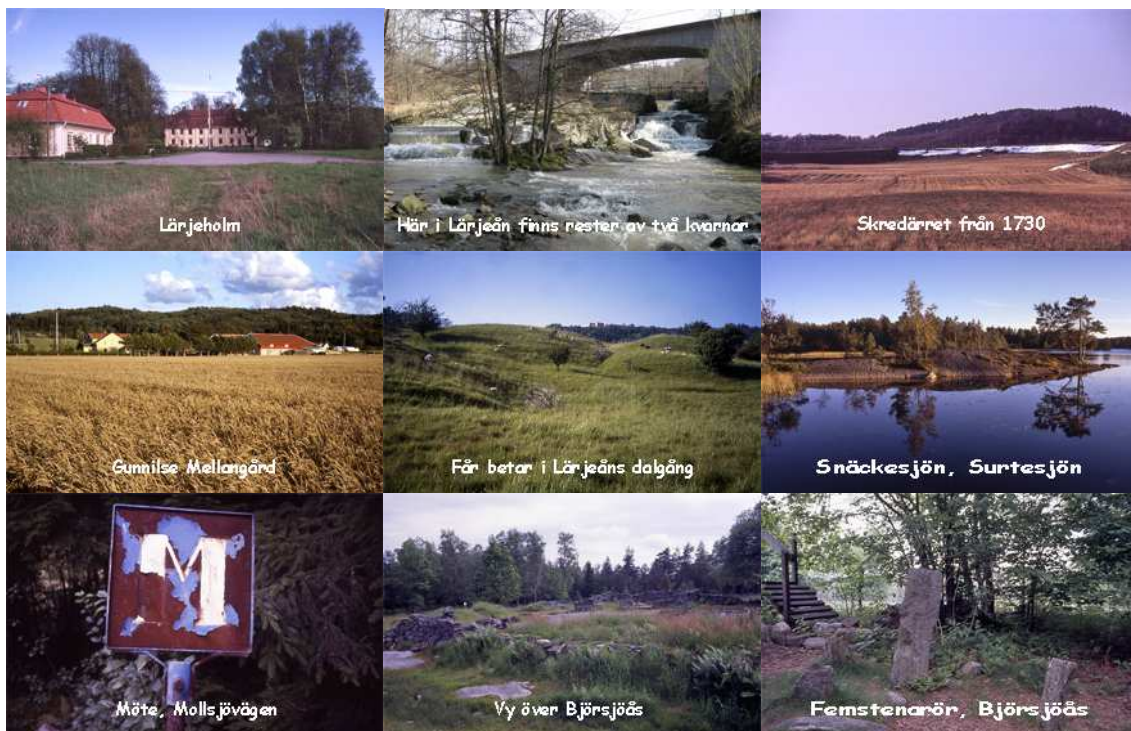 Lärjeholm
Här i Lärjeån finns rester av två kvarnar
Skredärret från 1730
Gunnilse Mellangård
Får betar i Lärjeåns dalgång
Snäckesjön, Surtesjön
M
Möte, Mollsjövägen
Vy över Björsjöås
Femstenarör, Björsjöås